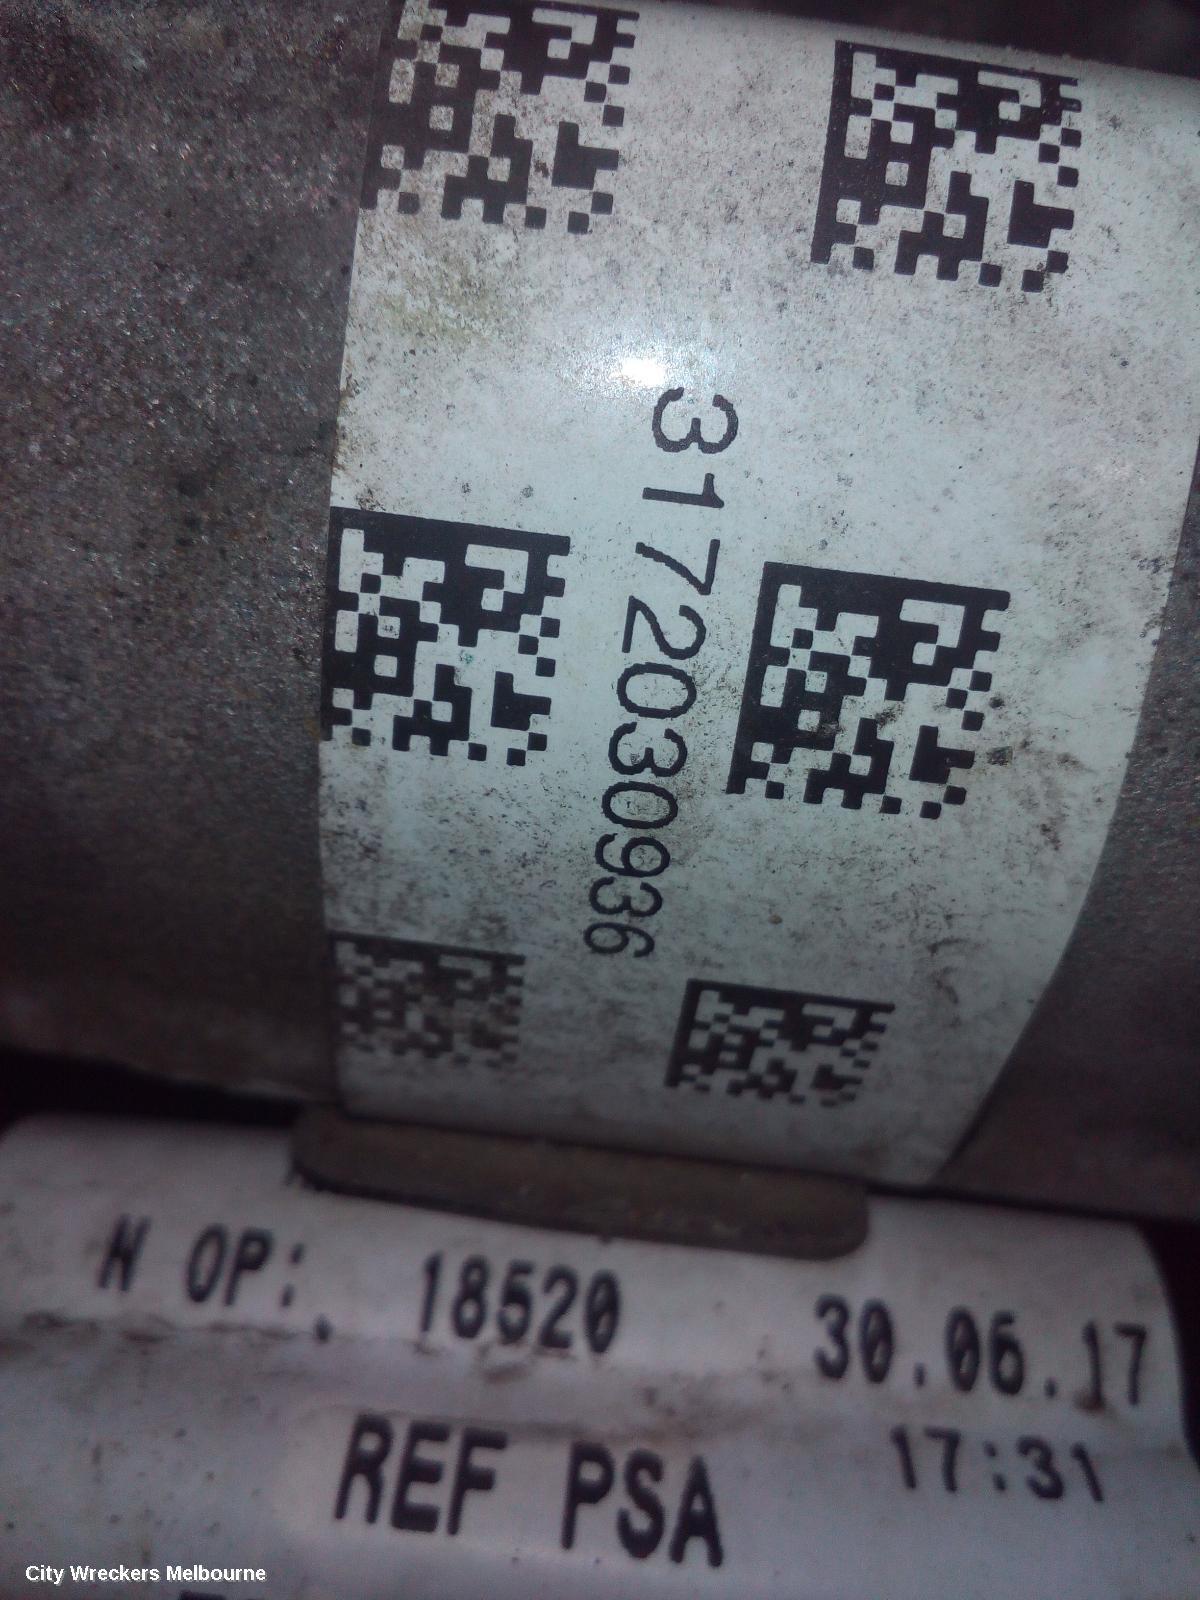 3172030936
N OP: 18520 30.06.17
REF PSA 17:31
City Wreckers Melbourne